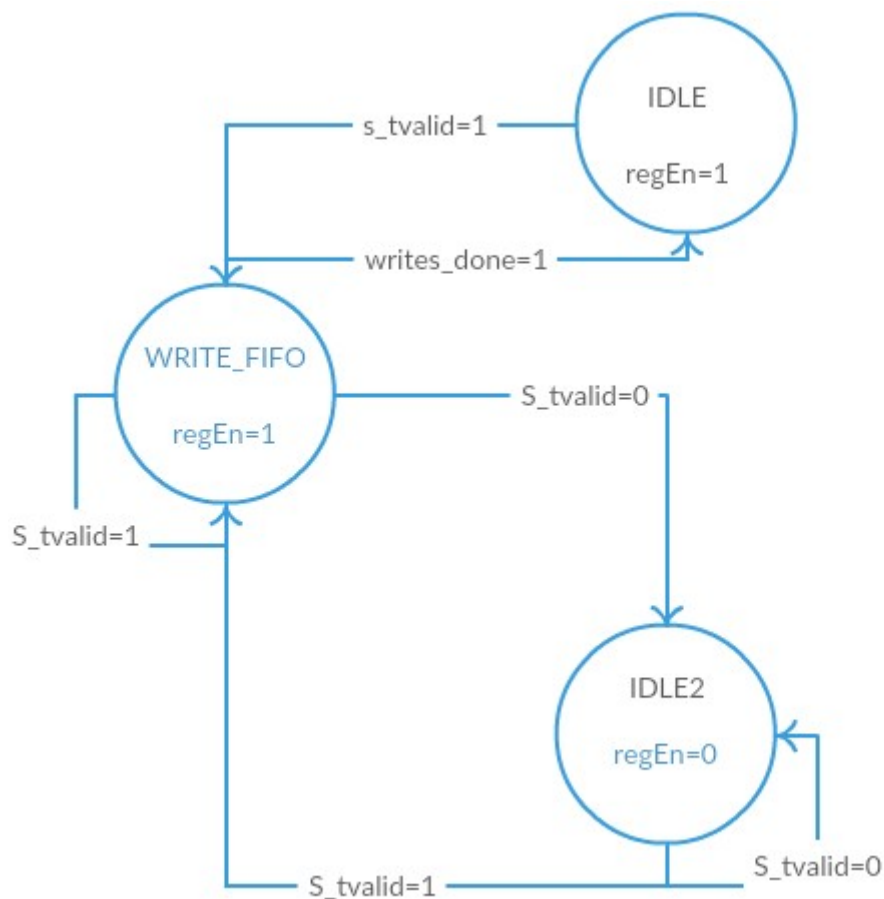 IDLE
s_tvalid=1
regEn=1
writes_done=1
WRITE_FIFO
S_tvalid=0
regEn=1
S_tvalid=1
IDLE2
regEn=0
S_tvalid=0
S_tvalid=1